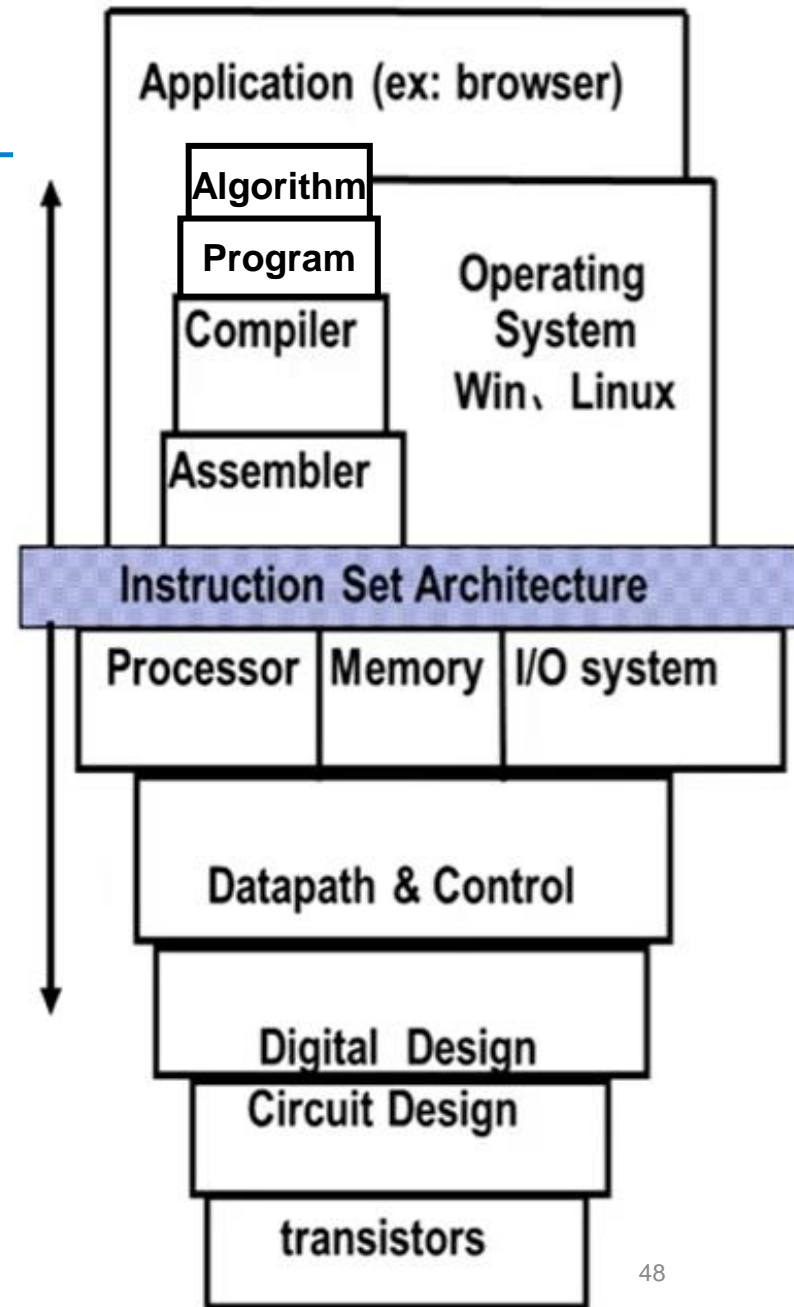 Application (ex: browser)
Algorithm
Program
Compiler
Assembler
Operating
System
Win、Linux
Instruction Set Architecture
Processor
Memory
I/O system
Datapath & Control
Digital Design
Circuit Design
transistors
48